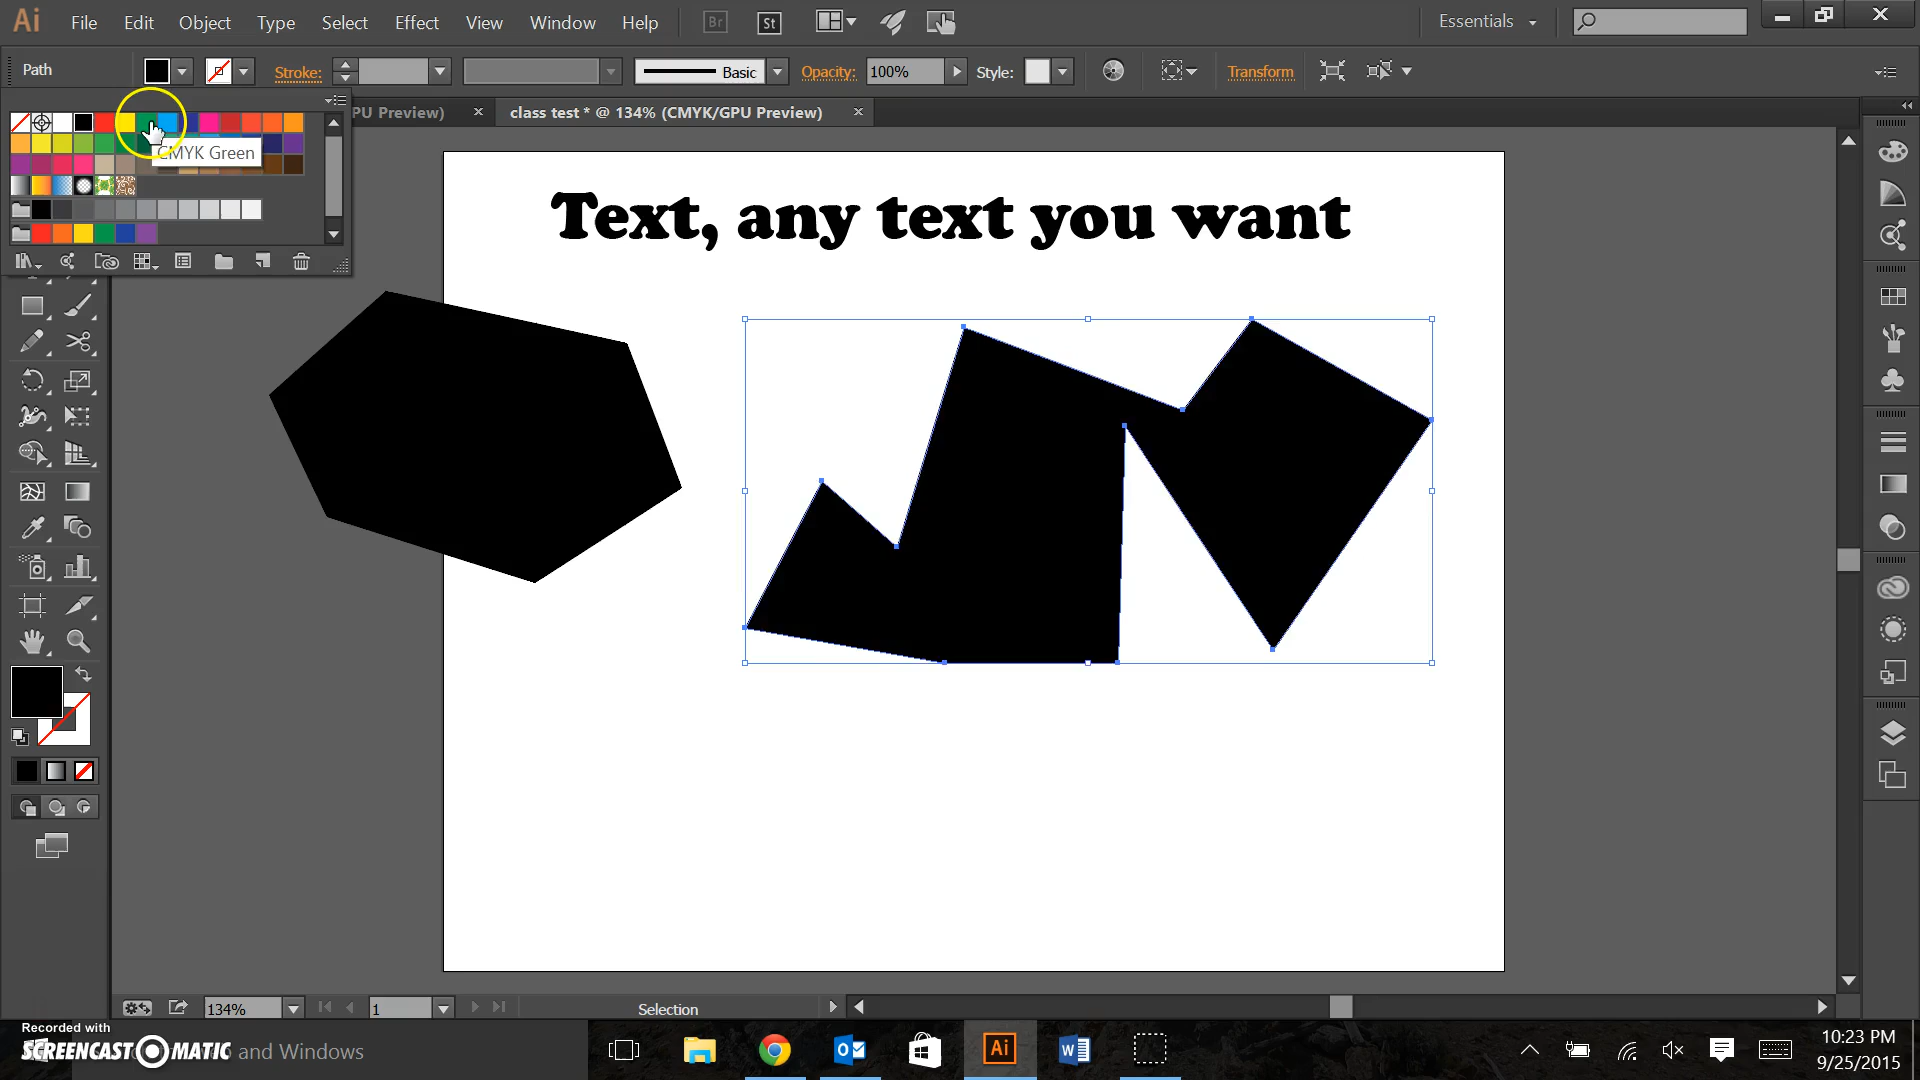 Ai File Edit Object Type Select Effect View Window Help Br St Essentials
Path Stroke: Basic Opacity: 100% Style: Transform
PU Preview) × class test * @ 134% (CMYK/GPU Preview) ×
CMYK Green
Text, any text you want
134% 1 Selection
Recorded with
SCREENCAST MATIC and Windows
Ai
10:23 PM
9/25/2015